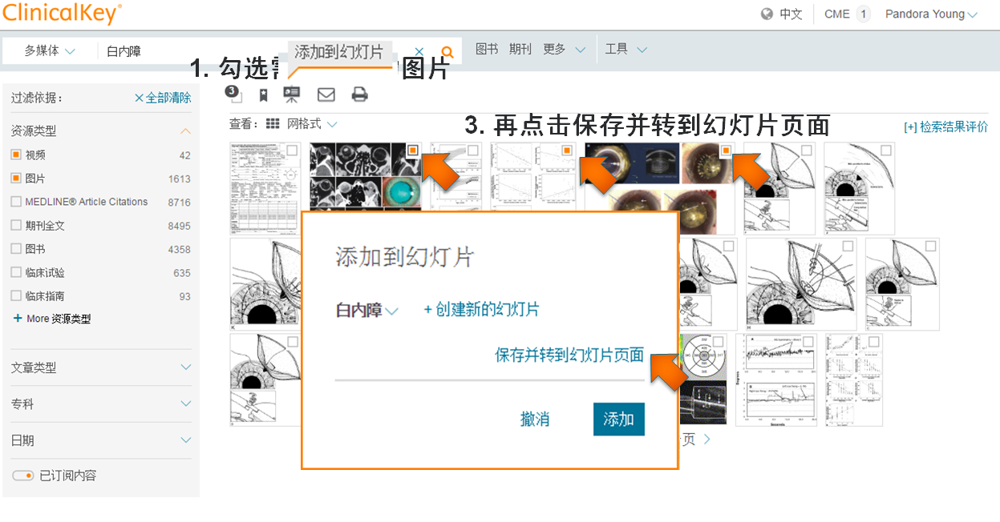 ClinicalKey®
中文
CME 1
Pandora Young
多媒体
白内障
添加到幻灯片
图书
期刊
更多
工具
1. 勾选
图片
过滤依据：
全部清除
3
查看：
网格式
3. 再点击保存并转到幻灯片页面
[+] 检索结果评价
资源类型
视频 42
图片 1613
MEDLINE® Article Citations 8716
期刊全文 8495
图书 4358
临床试验 635
临床指南 93
+ More 资源类型
文章类型
专科
日期
已订阅内容
添加到幻灯片
白内障
+ 创建新的幻灯片
保存并转到幻灯片页面
撤消
添加
页